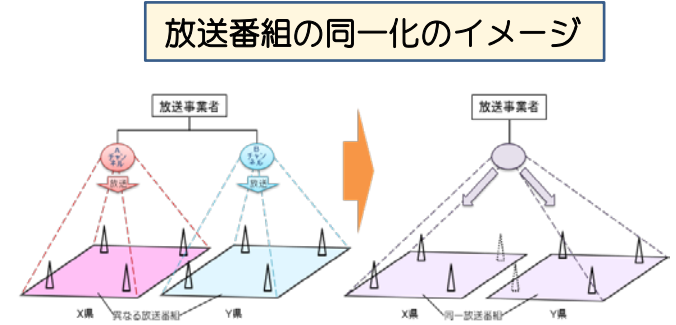 放送番組の同一化のイメージ
放送事業者
A
チャン
ネル
放送
B
チャン
ネル
放送
X県
異なる放送番組
Y県
放送事業者
X県
同一放送番組
Y県